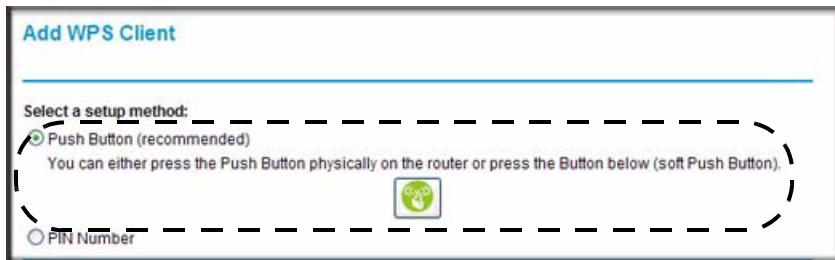 Add WPS Client
Select a setup method:
Push Button (recommended)
You can either press the Push Button physically on the router or press the Button below (soft Push Button).
PIN Number